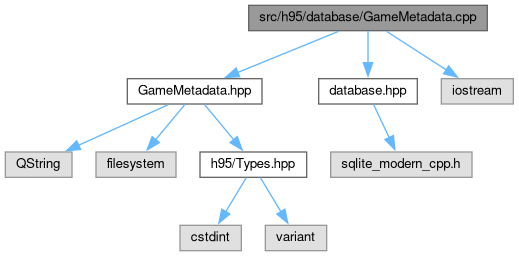 src/h95/database/GameMetadata.cpp
GameMetadata.hpp
database.hpp
iostream
QString
filesystem
h95/Types.hpp
sqlite_modern_cpp.h
cstdint
variant